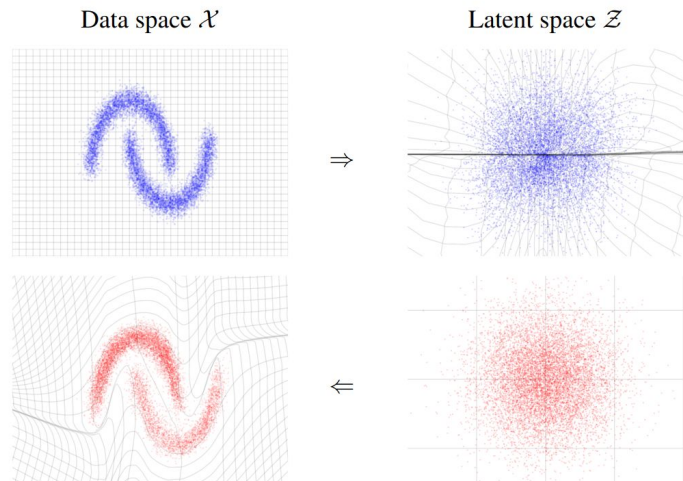 Data space 𝒳
Latent space 𝒵
⇒
⇐